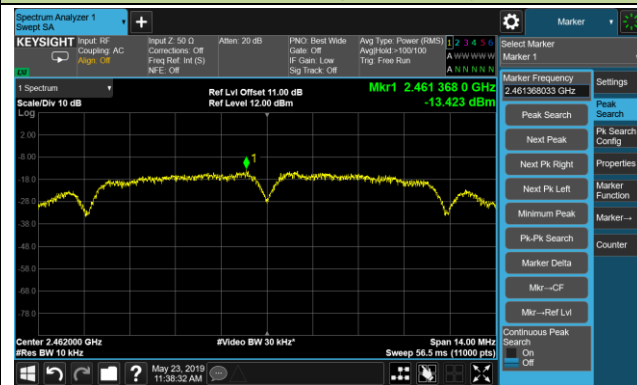 Spectrum Analyzer 1
Swept SA
Marker
KEYSIGHT
Input: RF
Coupling: AC
Align: Off
Input Z: 50 Ω
Corrections: Off
Freq Ref: Int (S)
NFE: Off
Atten: 20 dB
PNO: Best Wide
Gate: Off
IF Gain: Low
Sig Track: Off
Avg Type: Power (RMS)
Avg|Hold:>100/100
Trig: Free Run
1 2 3 4 5 6
A W W W W W
A N N N N N
LXI
Select Marker
Marker 1
1 Spectrum
Scale/Div 10 dB
Log
Ref Lvl Offset 11.00 dB
Ref Level 12.00 dBm
Mkr1 2.461 368 0 GHz
-13.423 dBm
2.00
-8.00
-18.0
-28.0
-38.0
-48.0
-58.0
-68.0
-78.0
1
Center 2.462000 GHz
#Res BW 10 kHz
#Video BW 30 kHz*
Span 14.00 MHz
Sweep 56.5 ms (11000 pts)
Marker Frequency
2.461368033 GHz
Peak Search
Next Peak
Next Pk Right
Next Pk Left
Minimum Peak
Pk-Pk Search
Marker Delta
Mkr→CF
Mkr→Ref Lvl
Continuous Peak
Search
On
Off
Settings
Peak
Search
Pk Search
Config
Properties
Marker
Function
Marker→
Counter
May 23, 2019
11:38:32 AM